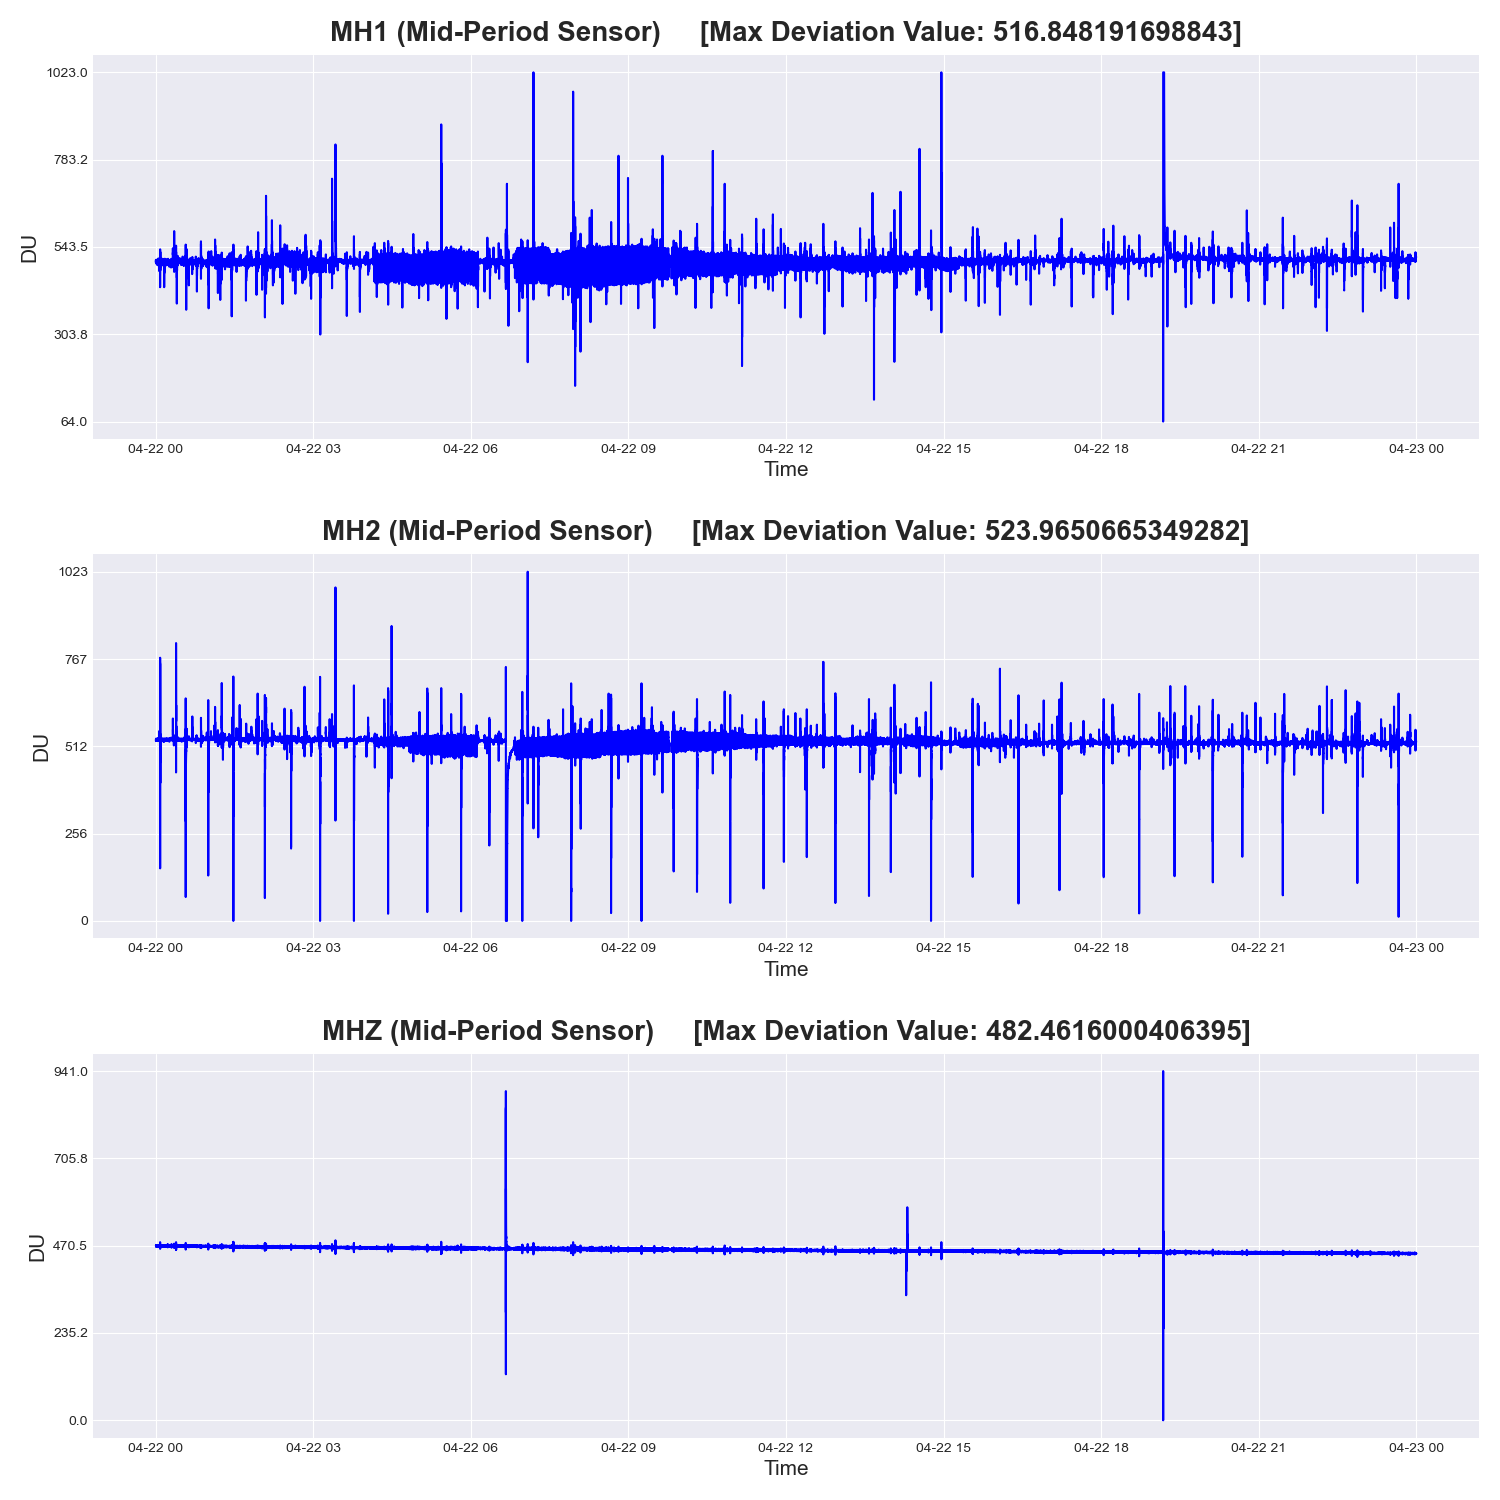 MH1 (Mid-Period Sensor) [Max Deviation Value: 516.848191698843]
1023.0
783.2
543.5
303.8
64.0
DU
04-22 00 04-22 03 04-22 06 04-22 09 04-22 12 04-22 15 04-22 18 04-22 21 04-23 00
Time
MH2 (Mid-Period Sensor) [Max Deviation Value: 523.9650665349282]
1023
767
512
256
0
DU
04-22 00 04-22 03 04-22 06 04-22 09 04-22 12 04-22 15 04-22 18 04-22 21 04-23 00
Time
MHZ (Mid-Period Sensor) [Max Deviation Value: 482.4616000406395]
941.0
705.8
470.5
235.2
0.0
DU
04-22 00 04-22 03 04-22 06 04-22 09 04-22 12 04-22 15 04-22 18 04-22 21 04-23 00
Time